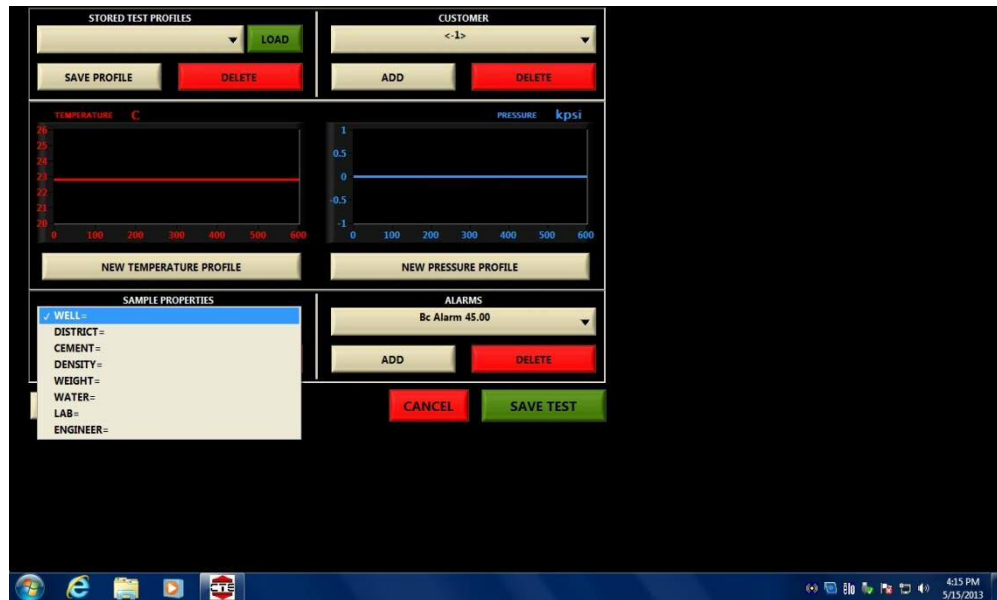 STORED TEST PROFILES
LOAD
SAVE PROFILE
DELETE
CUSTOMER
<-1>
ADD
DELETE
TEMPERATURE C
26
25
24
23
22
21
20
0 100 200 300 400 500 600
NEW TEMPERATURE PROFILE
PRESSURE kpsi
1
0.5
0
-0.5
-1
0 100 200 300 400 500 600
NEW PRESSURE PROFILE
SAMPLE PROPERTIES
✓ WELL=
DISTRICT=
CEMENT=
DENSITY=
WEIGHT=
WATER=
LAB=
ENGINEER=
ALARMS
Bc Alarm 45.00
ADD
DELETE
CANCEL
SAVE TEST
CTE
4:15 PM
5/15/2013